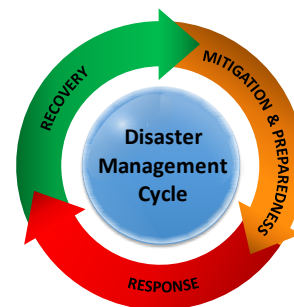 RECOVERY
MITIGATION & PREPAREDNESS
Disaster
Management
Cycle
RESPONSE